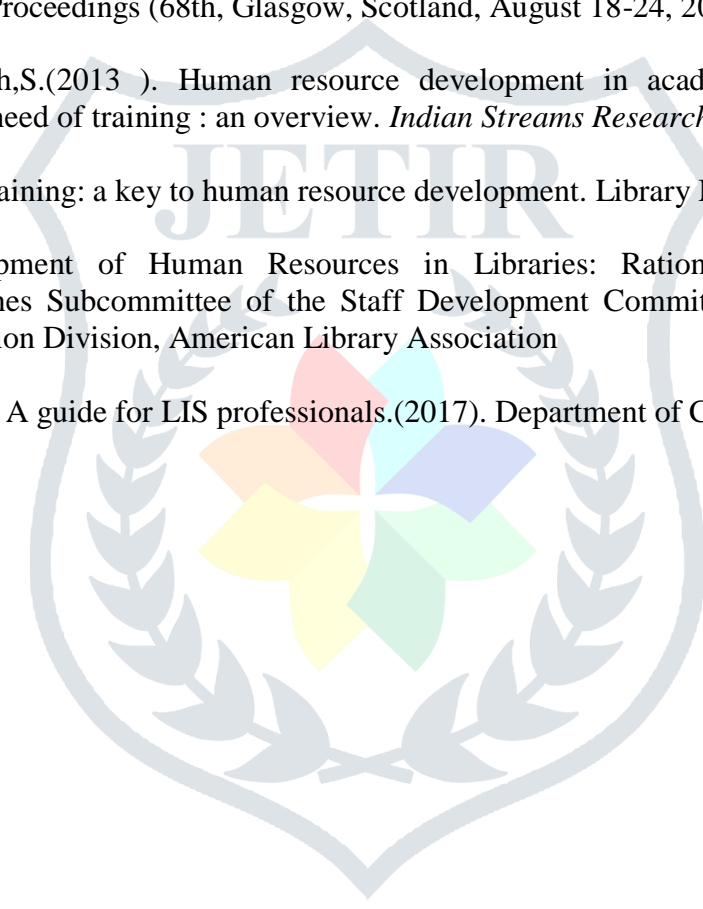 Proceedings (68th, Glasgow, Scotland, August 18-24, 20
h,S.(2013 ). Human resource development in acad
need of training : an overview. Indian Streams Research
JETIR
aining: a key to human resource development. Library
pment of Human Resources in Libraries: Ration
nes Subcommittee of the Staff Development Commit
ion Division, American Library Association
A guide for LIS professionals.(2017). Department of